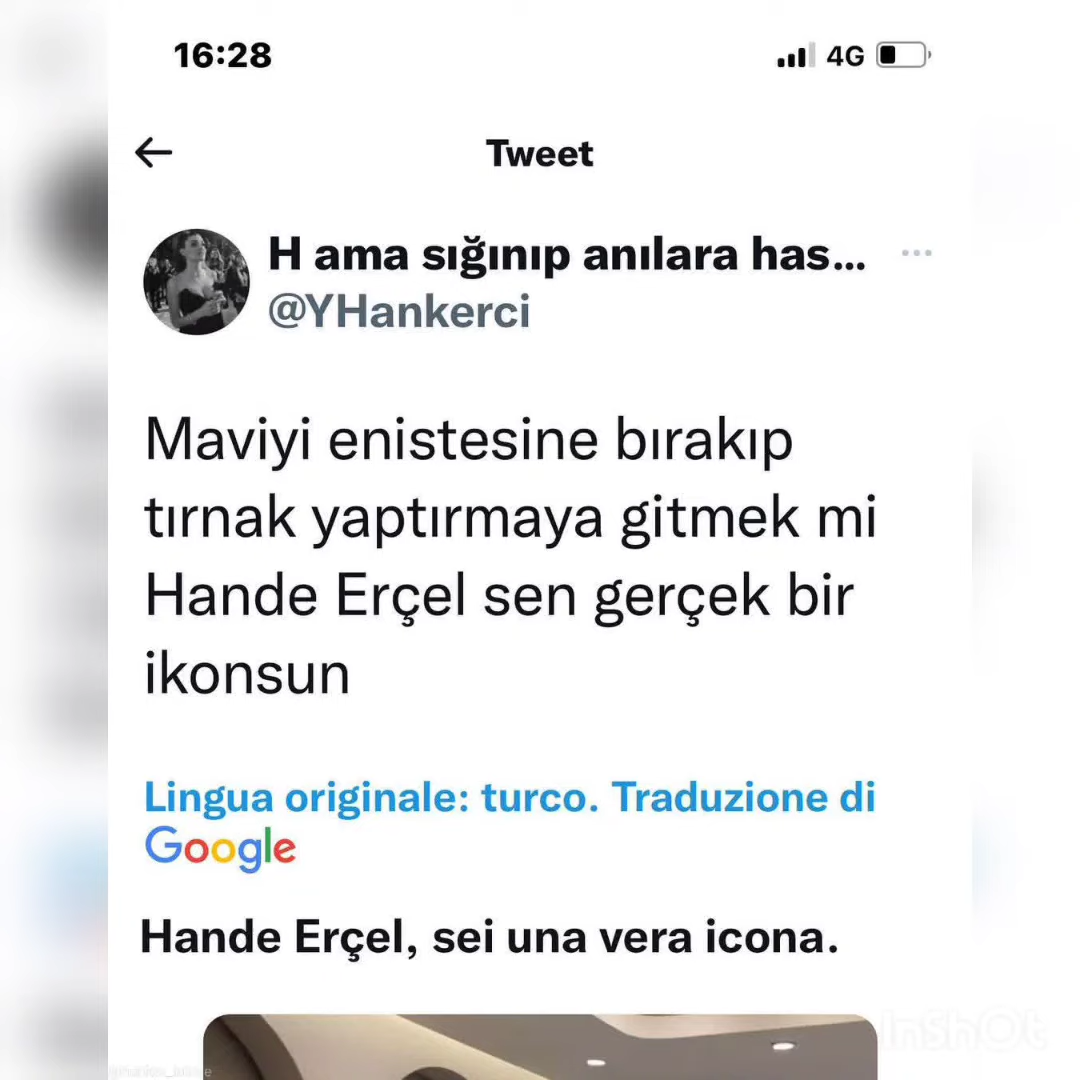 16:28
4G
Tweet
H ama sığınıp anılara has...
@YHankerci
Maviyi enistesine bırakıp
tırnak yaptırmaya gitmek mi
Hande Erçel sen gerçek bir
ikonsun
Lingua originale: turco. Traduzione di
Google
Hande Erçel, sei una vera icona.
InShOt